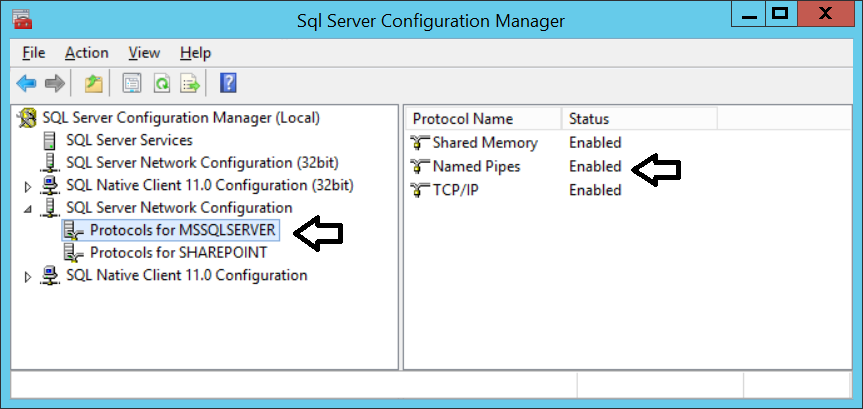 Sql Server Configuration Manager
File Action View Help
SQL Server Configuration Manager (Local)
SQL Server Services
SQL Server Network Configuration (32bit)
SQL Native Client 11.0 Configuration (32bit)
SQL Server Network Configuration
Protocols for MSSQLSERVER
Protocols for SHAREPOINT
SQL Native Client 11.0 Configuration
Protocol Name Status
Shared Memory Enabled
Named Pipes Enabled
TCP/IP Enabled